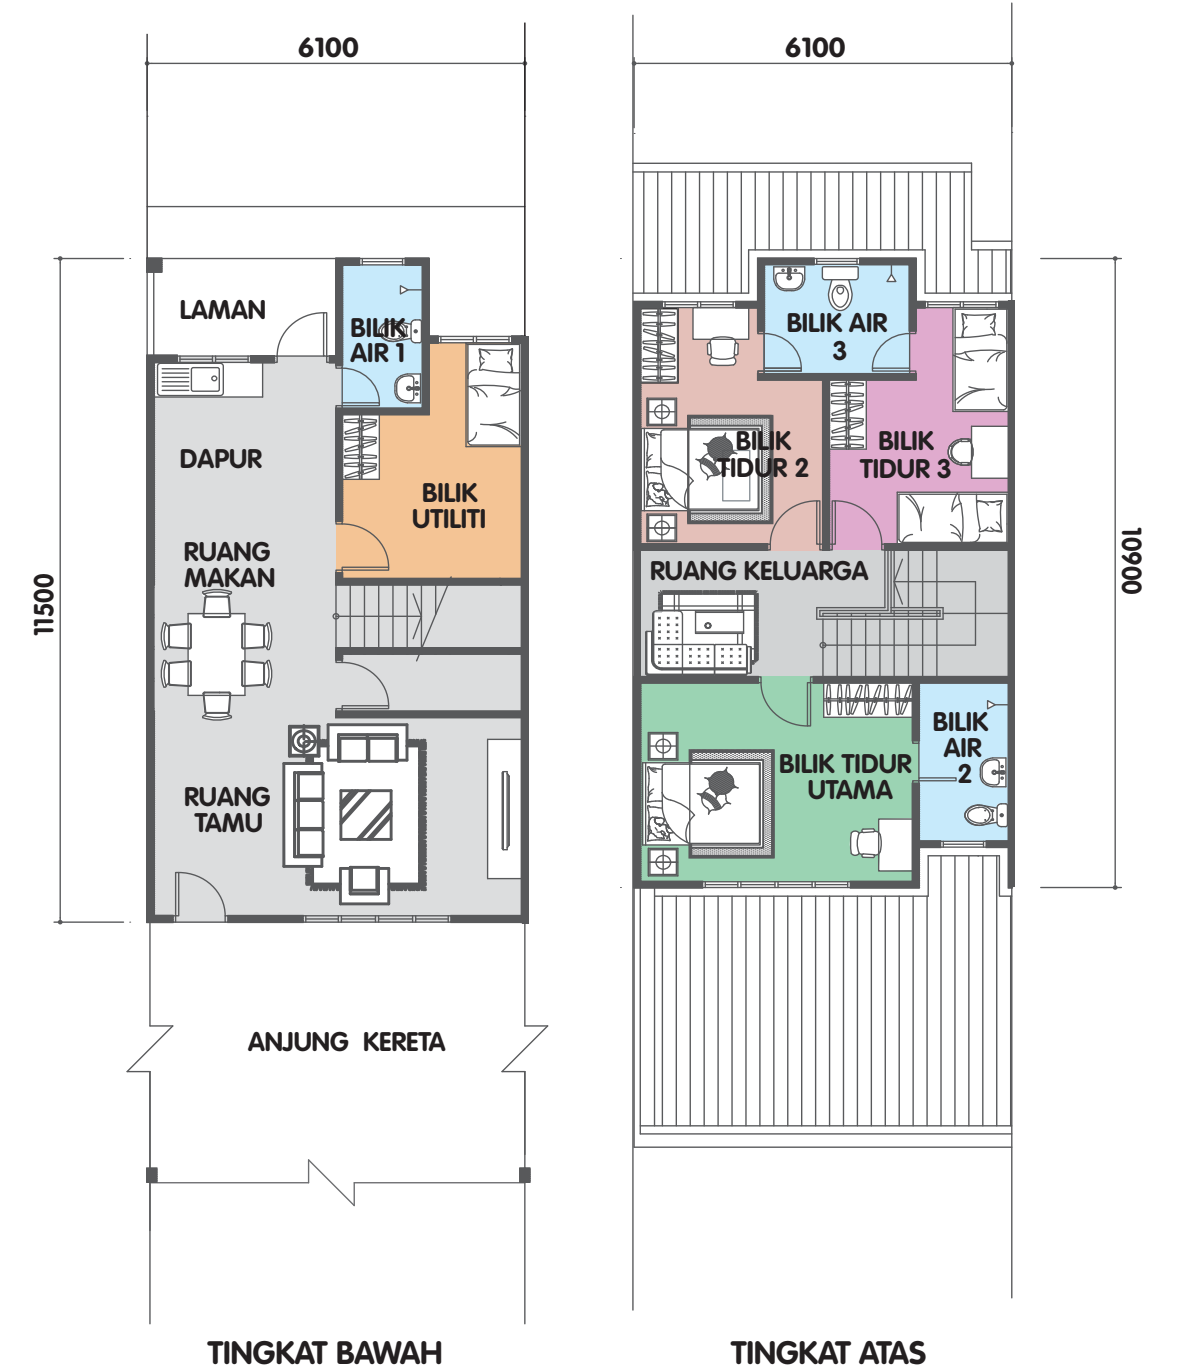 6100
11500
LAMAN
BILIK
AIR 1
DAPUR
BILIK
UTILITI
RUANG
MAKAN
RUANG
TAMU
ANJUNG KERETA
TINGKAT BAWAH
6100
10900
BILIK AIR
3
BILIK
TIDUR 2
BILIK
TIDUR 3
RUANG KELUARGA
BILIK TIDUR
UTAMA
BILIK
AIR
2
TINGKAT ATAS